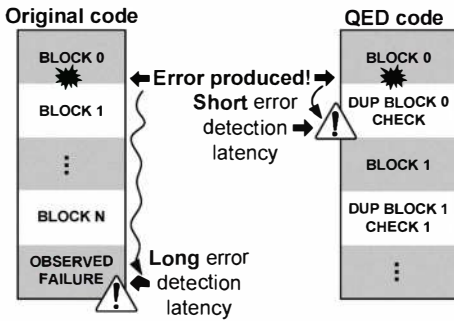 Original code
BLOCK 0
BLOCK 1
⋮
BLOCK N
OBSERVED
FAILURE
Error produced!
Short error
detection
latency
Long error
detection
latency
QED code
BLOCK 0
DUP BLOCK 0
CHECK
BLOCK 1
DUP BLOCK 1
CHECK 1
⋮